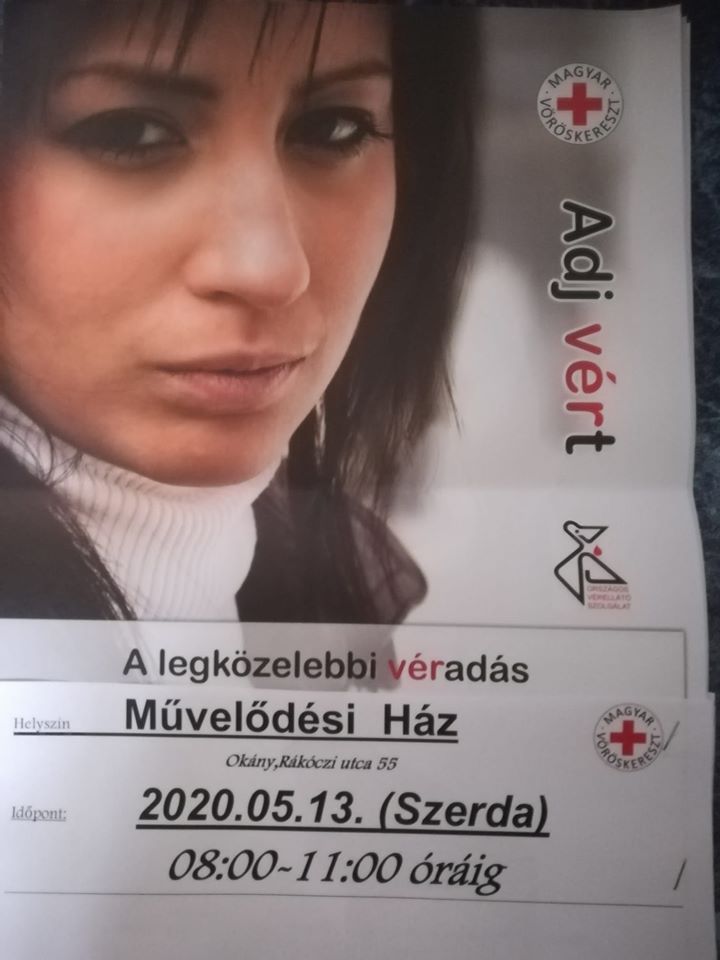 MAGYAR VÖRÖSKERESZT
Adj vért
ORSZÁGOS
VÉRELLÁTÓ
SZOLGÁLAT
A legközelebbi véradás
Helyszín Művelődési Ház
Okány,Rákóczi utca 55
MAGYAR VÖRÖSKERESZT
Időpont: 2020.05.13. (Szerda)
08:00-11:00 óráig